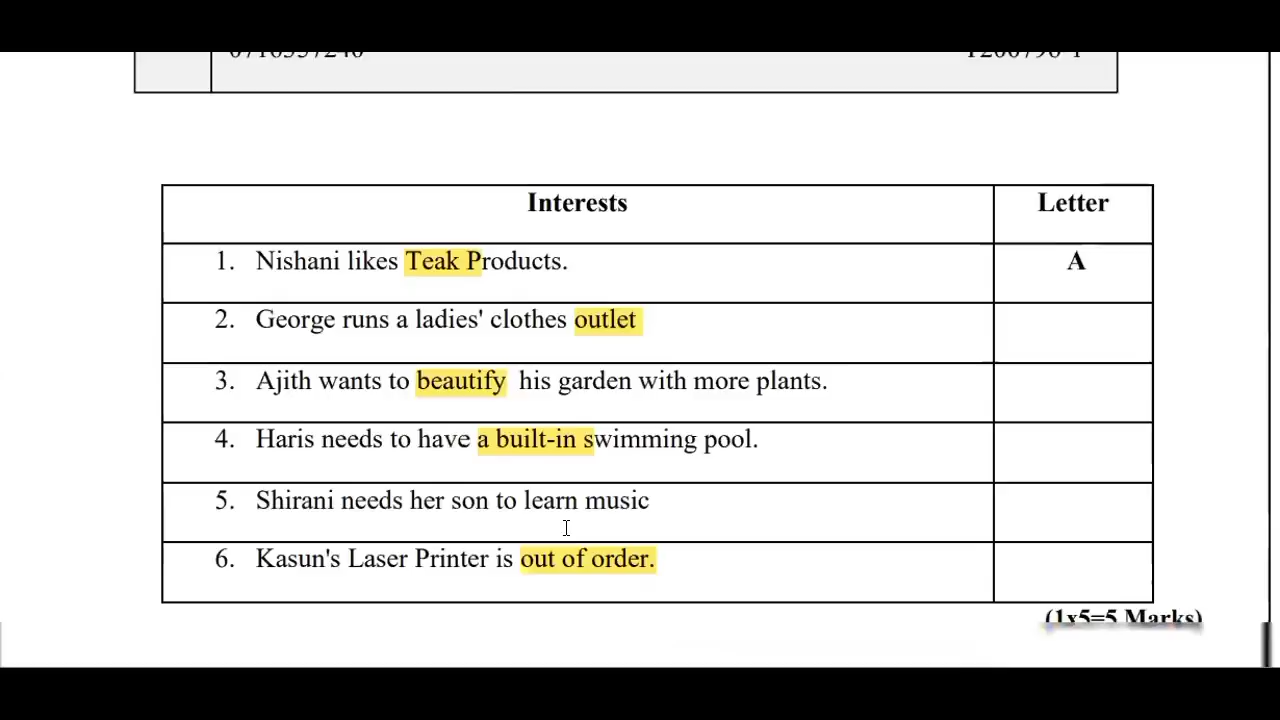 Interests Letter
1. Nishani likes Teak Products. A
2. George runs a ladies' clothes outlet
3. Ajith wants to beautify his garden with more plants.
4. Haris needs to have a built-in swimming pool.
5. Shirani needs her son to learn music
6. Kasun's Laser Printer is out of order.
(1x5=5 Marks)